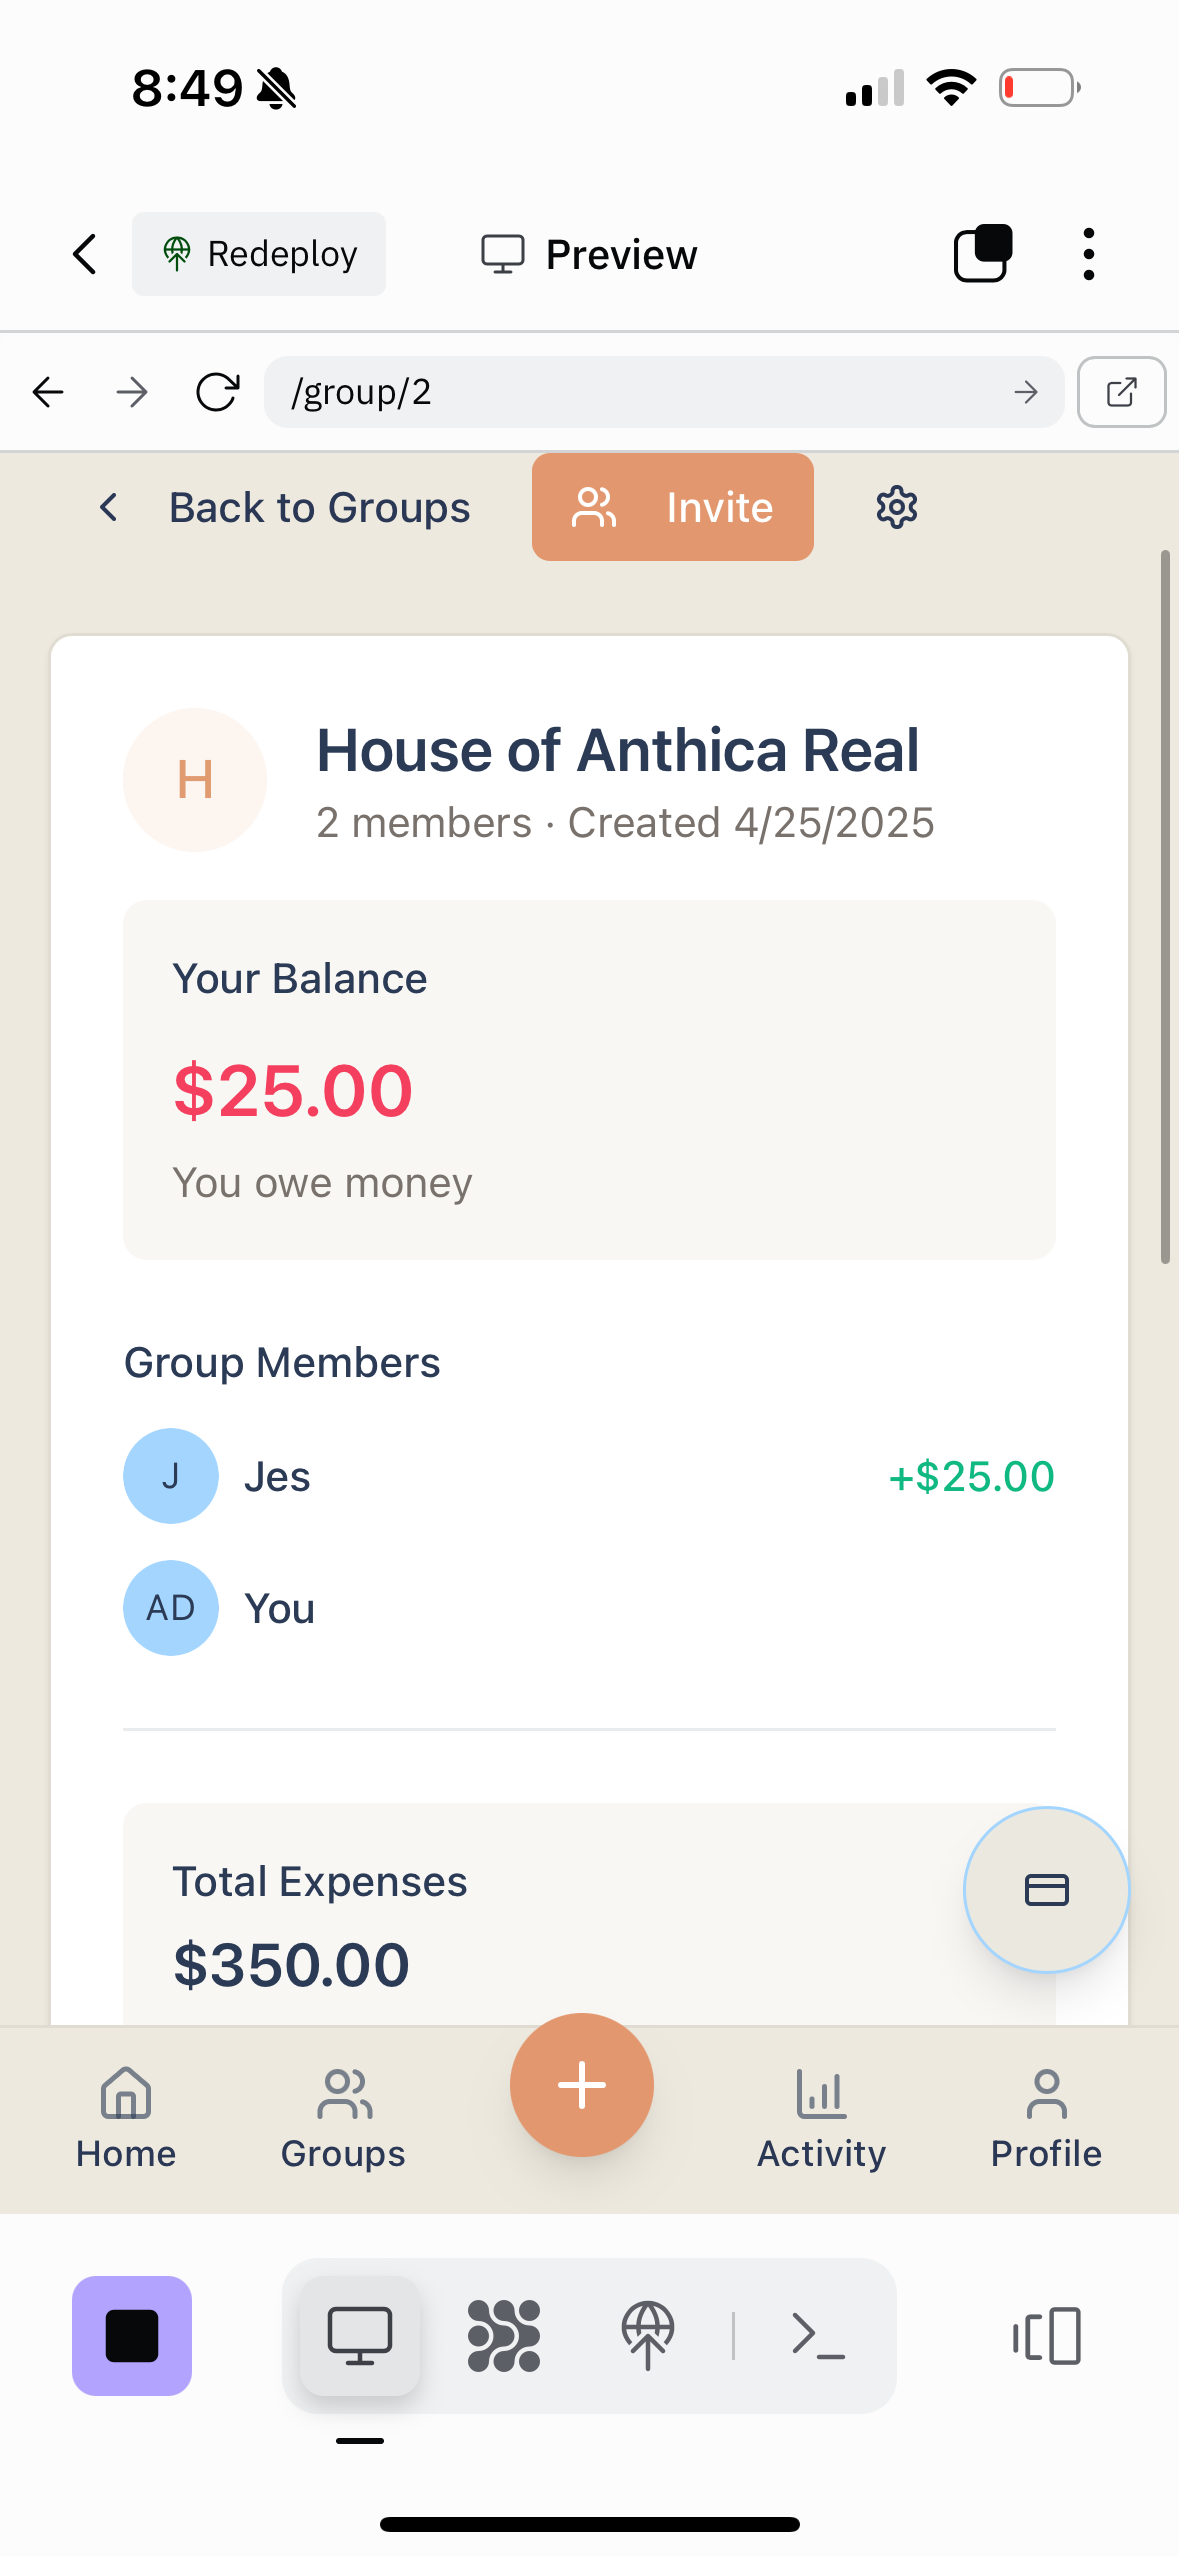 8:49
Redeploy
Preview
/group/2
Back to Groups
Invite
H
House of Anthica Real
2 members · Created 4/25/2025
Your Balance
$25.00
You owe money
Group Members
J
Jes
+$25.00
AD
You
Total Expenses
$350.00
Home
Groups
Activity
Profile